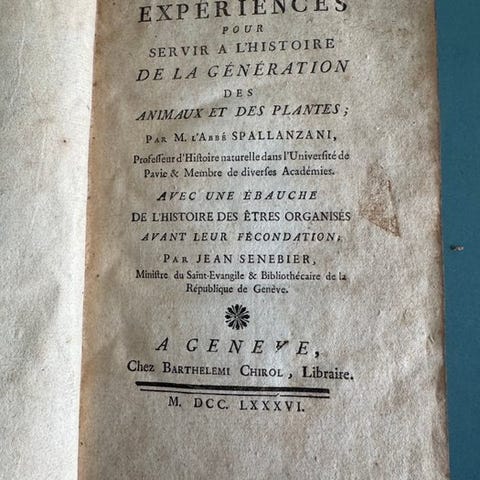 EXPÉRIENCES
POUR
SERVIR A L'HISTOIRE
DE LA GÉNÉRATION
DES
ANIMAUX ET DES PLANTES;
PAR M. L'ABBÉ SPALLANZANI,
Professeur d'Histoire naturelle dans l'Université de
Pavie & Membre de diverses Académies.
AVEC UNE ÉBAUCHE
DE L'HISTOIRE DES ÊTRES ORGANISÉS
AVANT LEUR FÉCONDATION;
PAR JEAN SENEBIER,
Ministre du Saint-Evangile & Bibliothécaire de la
République de Genève.
A GENEVE,
Chez BARTHELEMI CHIROL, Libraire.
M. DCC. LXXXVI.